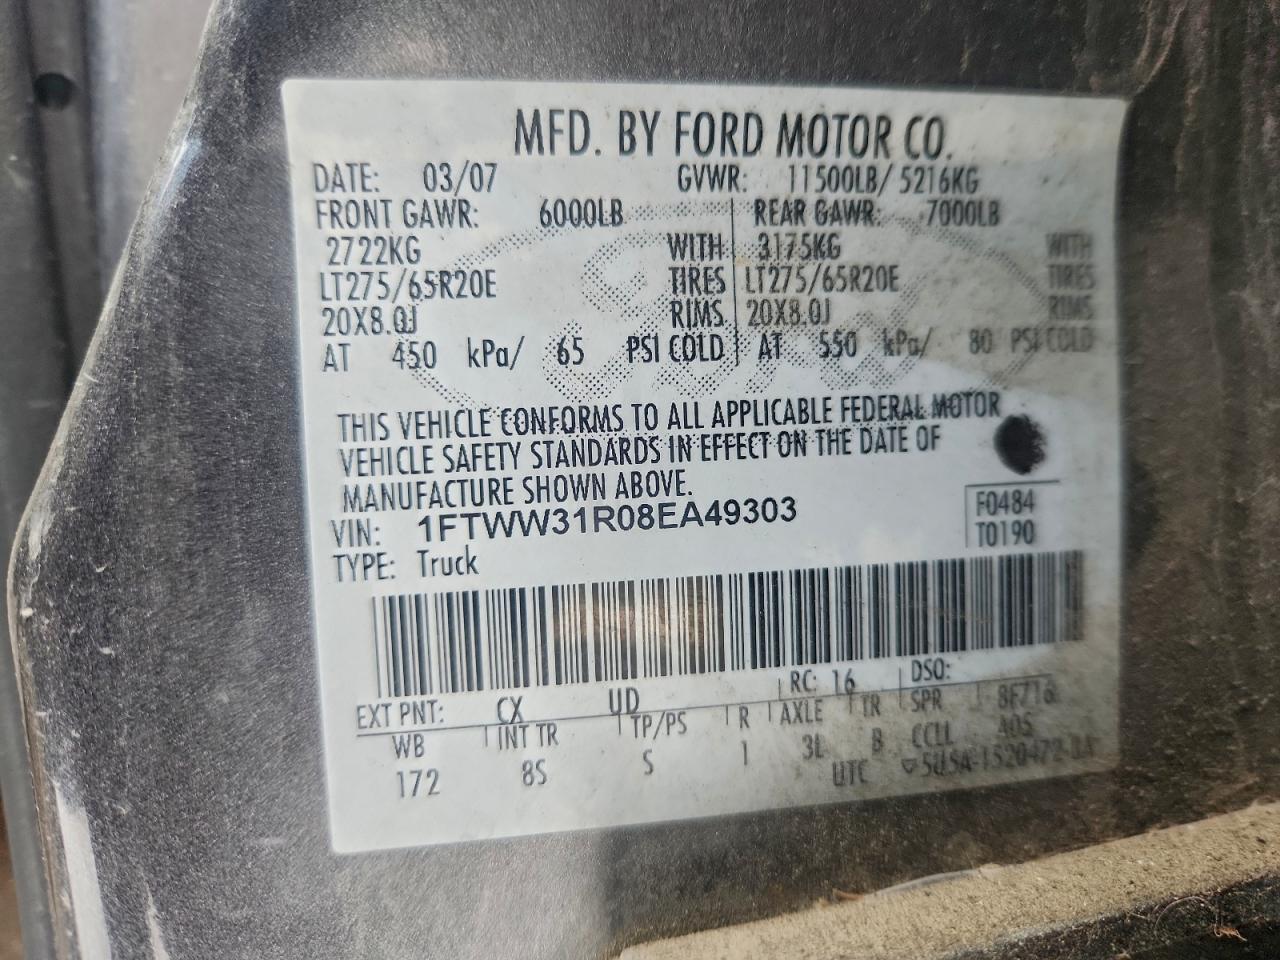 MFD. BY FORD MOTOR CO.
DATE: 03/07 GVWR: 11500LB/ 5216KG
FRONT GAWR: 6000LB REAR GAWR: 7000LB
2722KG WITH 3175KG WITH
LT275/65R20E TIRES LT275/65R20E TIRES
20X8.0J RIMS 20X8.0J RIMS
AT 450 kPa/ 65 PSI COLD AT 550 kPa/ 80 PSI COLD
THIS VEHICLE CONFORMS TO ALL APPLICABLE FEDERAL MOTOR
VEHICLE SAFETY STANDARDS IN EFFECT ON THE DATE OF
MANUFACTURE SHOWN ABOVE.
F0484
VIN: 1FTWW31R08EA49303
T0190
TYPE: Truck
EXT PNT: CX UD RC: 16 DSO:
WB INT TR TP/PS R AXLE TR SPR 8FZ16
172 8S S 1 3L B CCLL A05
UTC